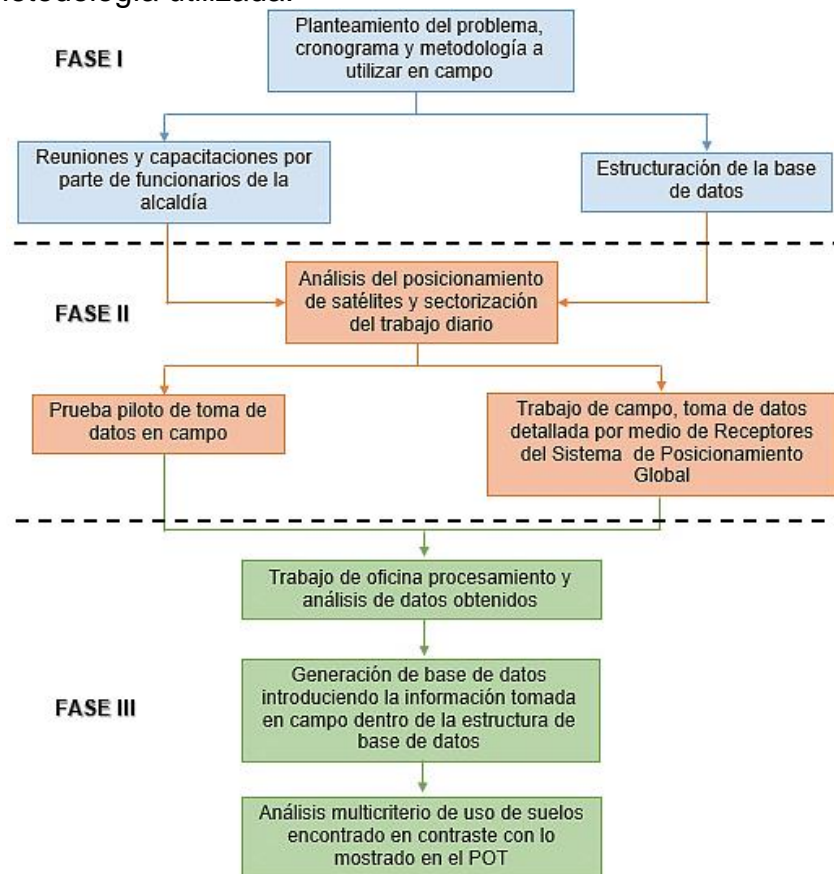 metodología utilizada.
Planteamiento del problema,
cronograma y metodología a
utilizar en campo
FASE I
Reuniones y capacitaciones por
parte de funcionarios de la
alcaldía
Estructuración de la base
de datos
Análisis del posicionamiento
de satélites y sectorización
del trabajo diario
FASE II
Prueba piloto de toma de
datos en campo
Trabajo de campo, toma de datos
detallada por medio de Receptores
del Sistema de Posicionamiento
Global
Trabajo de oficina procesamiento y
análisis de datos obtenidos
Generación de base de datos
introduciendo la información tomada
en campo dentro de la estructura de
base de datos
FASE III
Análisis multicriterio de uso de suelos
encontrado en contraste con lo
mostrado en el POT